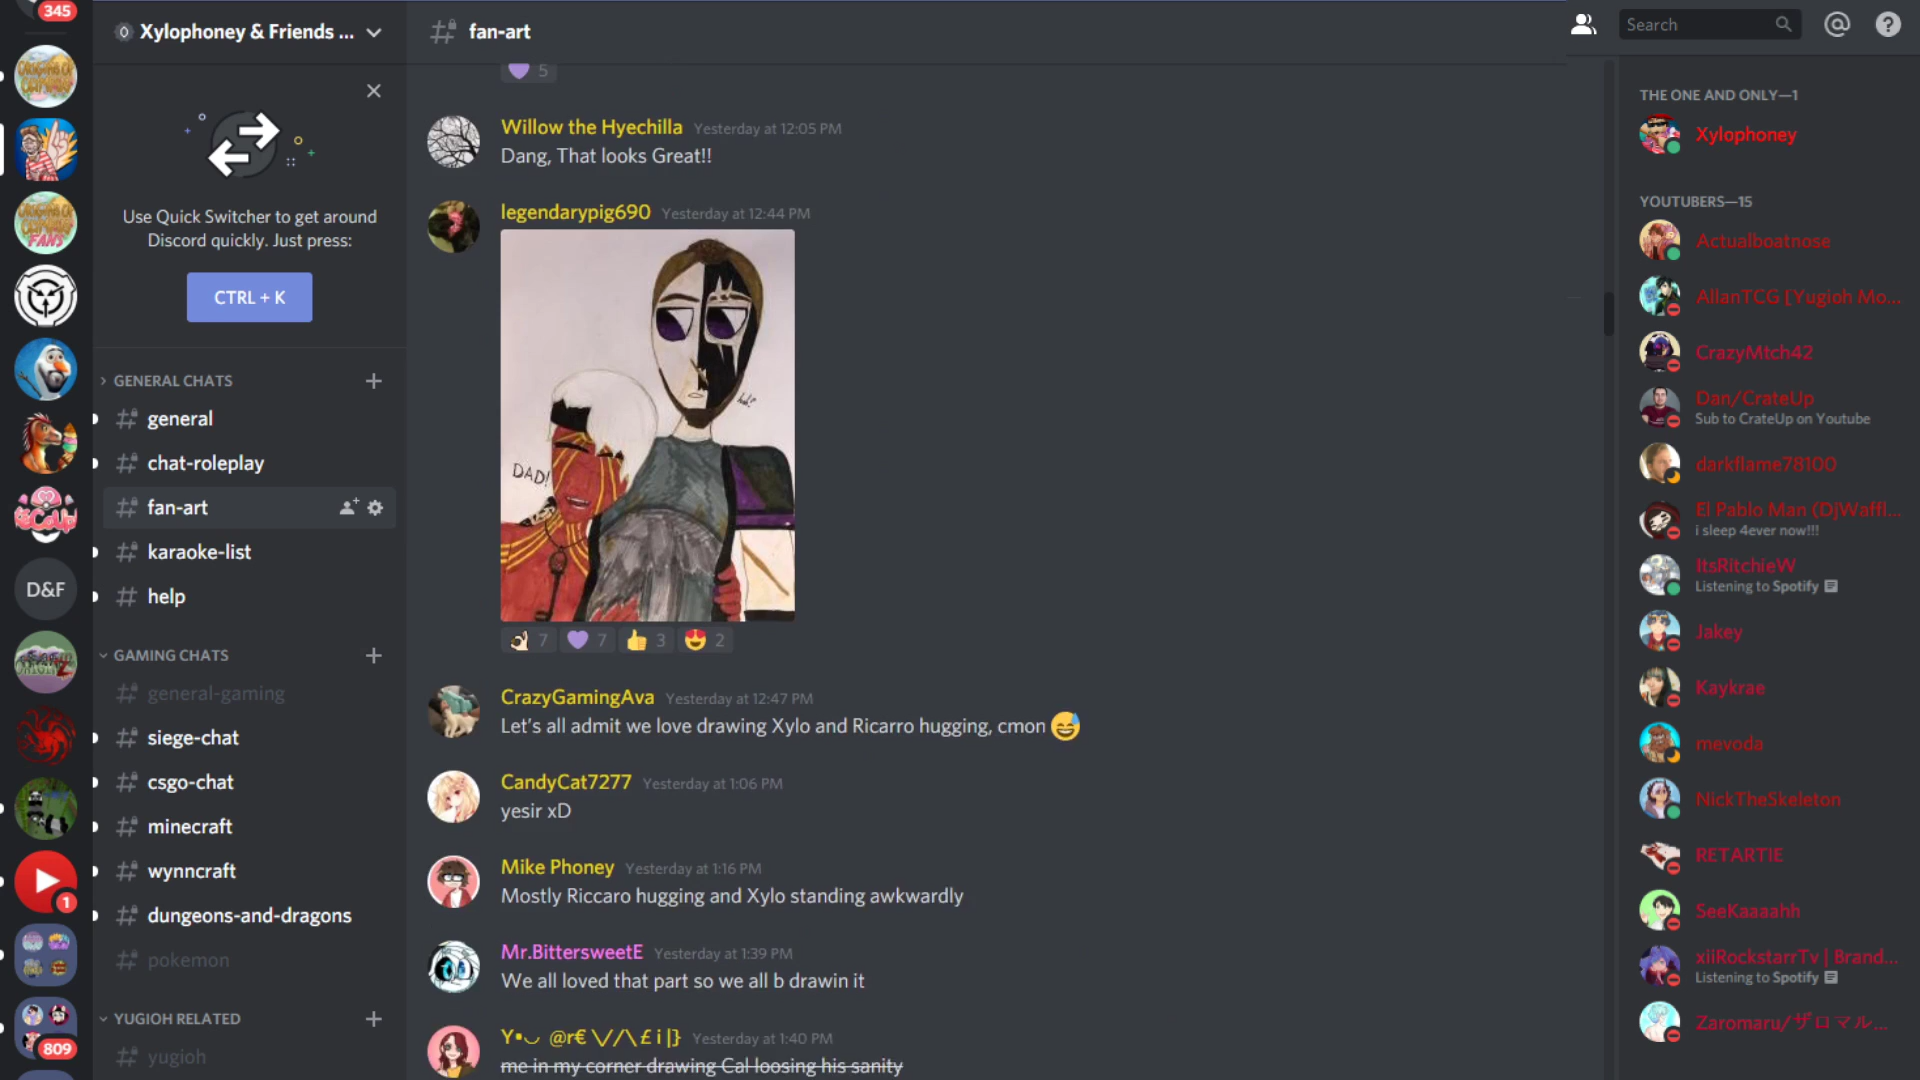 345
Xylophoney & Friends ...
fan-art
Search
5
Willow the Hyechilla Yesterday at 12:05 PM
Dang, That looks Great!!
Use Quick Switcher to get around
Discord quickly. Just press:
CTRL + K
legendarypig690 Yesterday at 12:44 PM
DAD!
7 7 3 2
CrazyGamingAva Yesterday at 12:47 PM
Let's all admit we love drawing Xylo and Ricarro hugging, cmon 😅
CandyCat7277 Yesterday at 1:06 PM
yesir xD
Mike Phoney Yesterday at 1:16 PM
Mostly Riccaro hugging and Xylo standing awkwardly
Mr.BittersweetE Yesterday at 1:39 PM
We all loved that part so we all b drawin it
Y•◡ @r€ \//\ £ i |} Yesterday at 1:40 PM
me in my corner drawing Cal loosing his sanity
GENERAL CHATS
general
chat-roleplay
fan-art
karaoke-list
help
GAMING CHATS
general-gaming
siege-chat
csgo-chat
minecraft
wynncraft
dungeons-and-dragons
pokemon
YUGIOH RELATED
yugioh
FANS
D&F
1
809
THE ONE AND ONLY—1
Xylophoney
YOUTUBERS—15
Actualboatnose
AllanTCG [Yugioh Mo...
CrazyMtch42
Dan/CrateUp
Sub to CrateUp on Youtube
darkflame78100
El Pablo Man (DJWaffl...
i sleep 4ever now!!!
ItsRitchieW
Listening to Spotify
Jakey
Kaykrae
mevoda
NickTheSkeleton
RETARTIE
SeeKaaaahh
xiiRockstarrTv | Brand...
Listening to Spotify
Zaromaru/ザロマル...